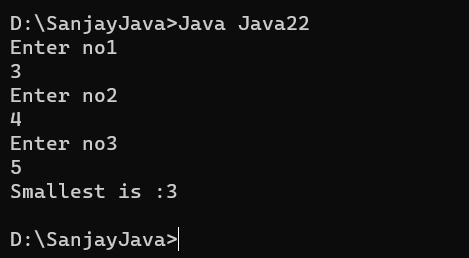 D:\SanjayJava>Java Java22
Enter no1
3
Enter no2
4
Enter no3
5
Smallest is :3
D:\SanjayJava>